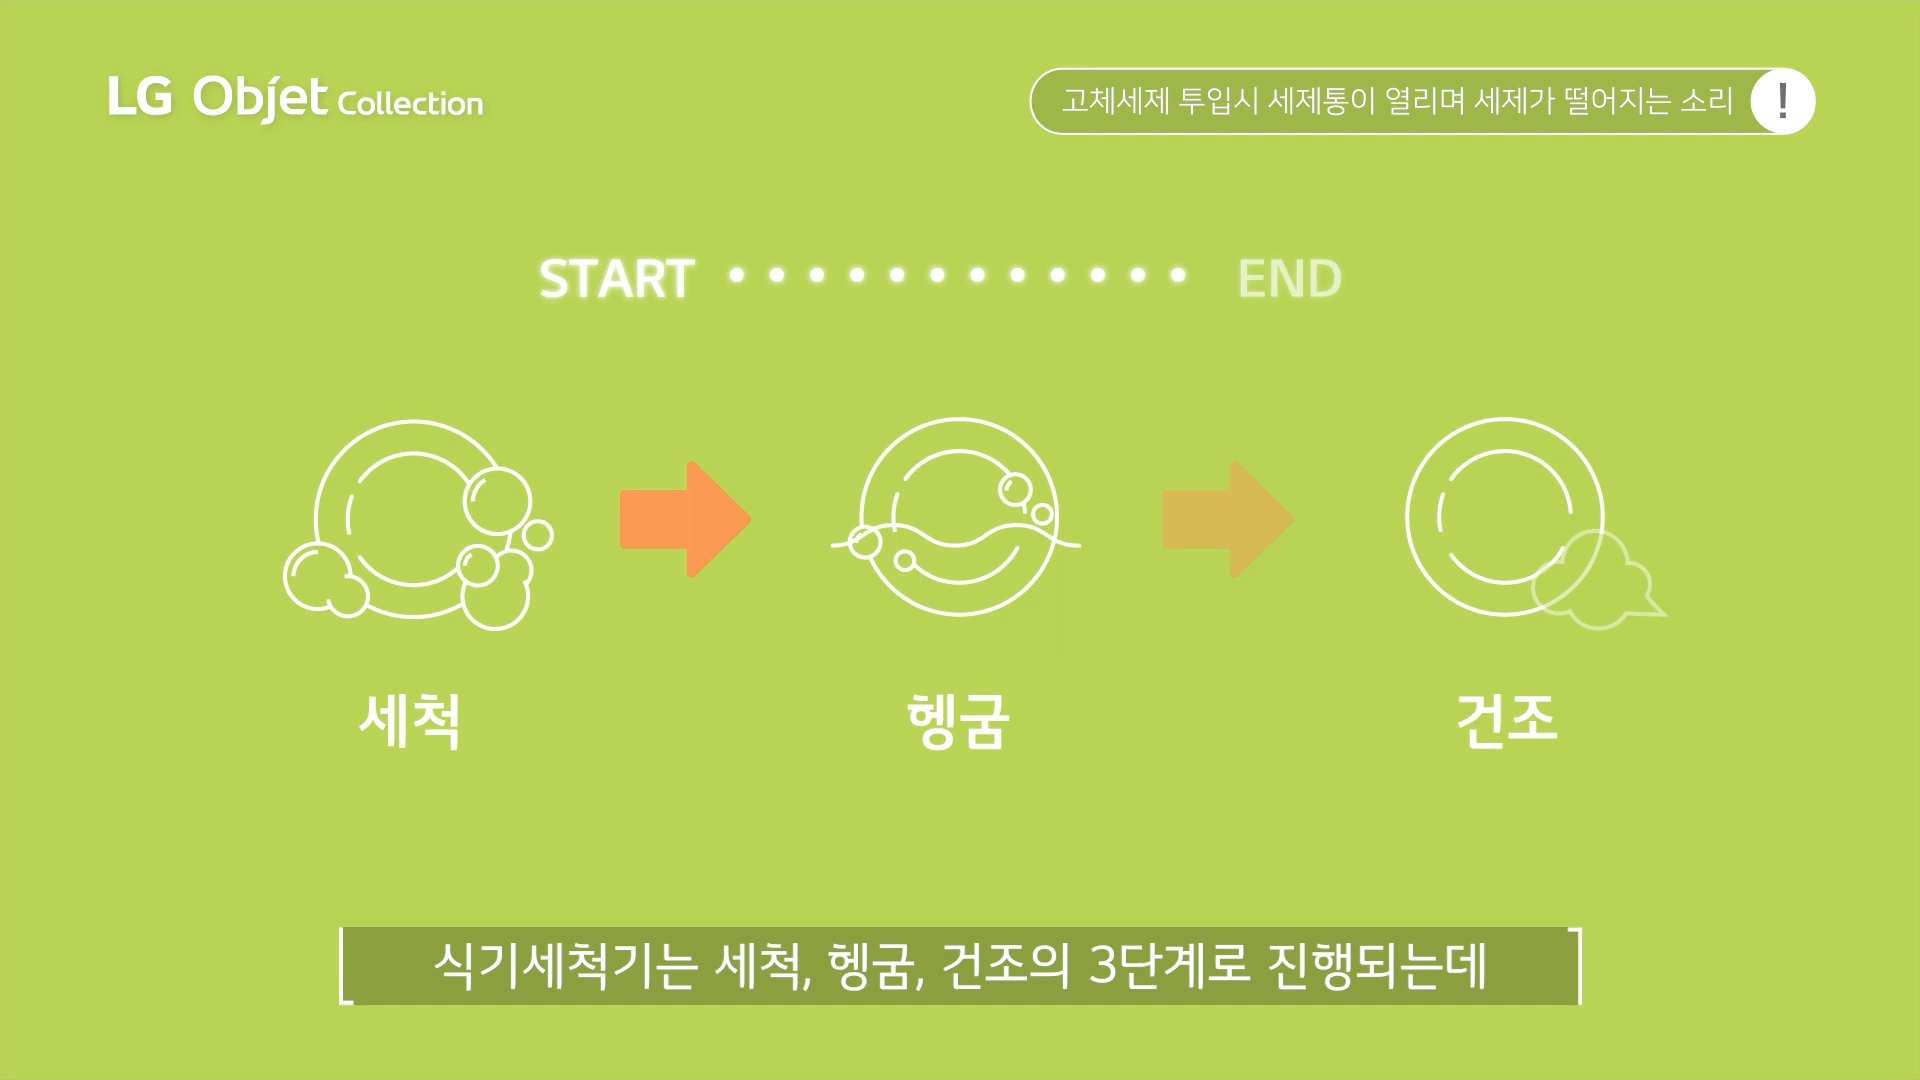 LG Objet Collection
고체세제 투입시 세제통이 열리며 세제가 떨어지는 소리 !
START END
세척 헹굼 건조
식기세척기는 세척, 헹굼, 건조의 3단계로 진행되는데